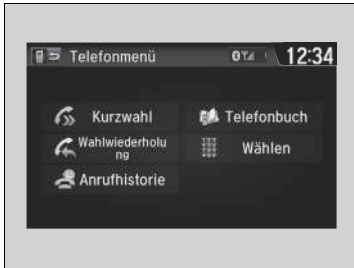 Telefonmenü 12:34
Kurzwahl Telefonbuch
Wahlwiederholu
ng
Wählen
Anrufhistorie